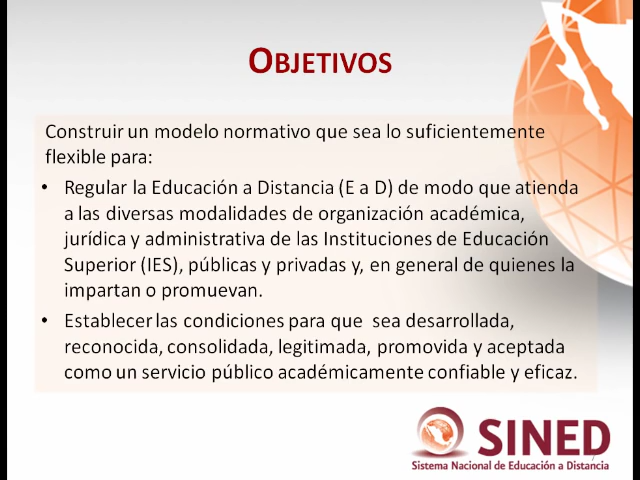 OBJETIVOS
Construir un modelo normativo que sea lo suficientemente
flexible para:
• Regular la Educación a Distancia (E a D) de modo que atienda
a las diversas modalidades de organización académica,
jurídica y administrativa de las Instituciones de Educación
Superior (IES), públicas y privadas y, en general de quienes la
impartan o promuevan.
• Establecer las condiciones para que sea desarrollada,
reconocida, consolidada, legitimada, promovida y aceptada
como un servicio público académicamente confiable y eficaz.
SINED
Sistema Nacional de Educación a Distancia